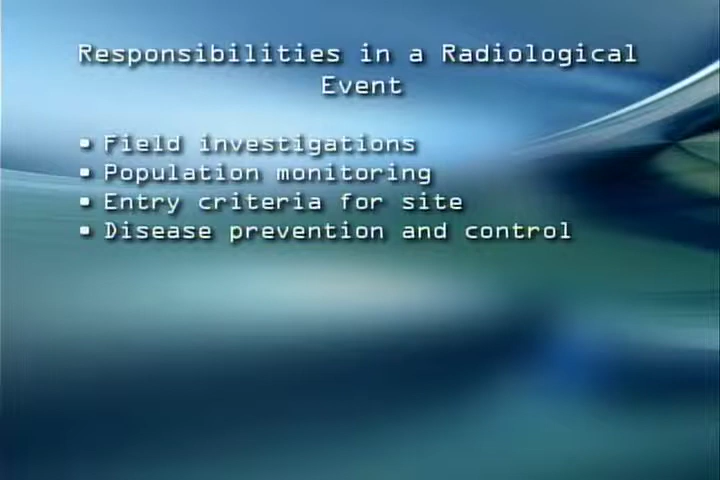 Responsibilities in a Radiological
Event
• Field investigations
• Population monitoring
• Entry criteria for site
• Disease prevention and control